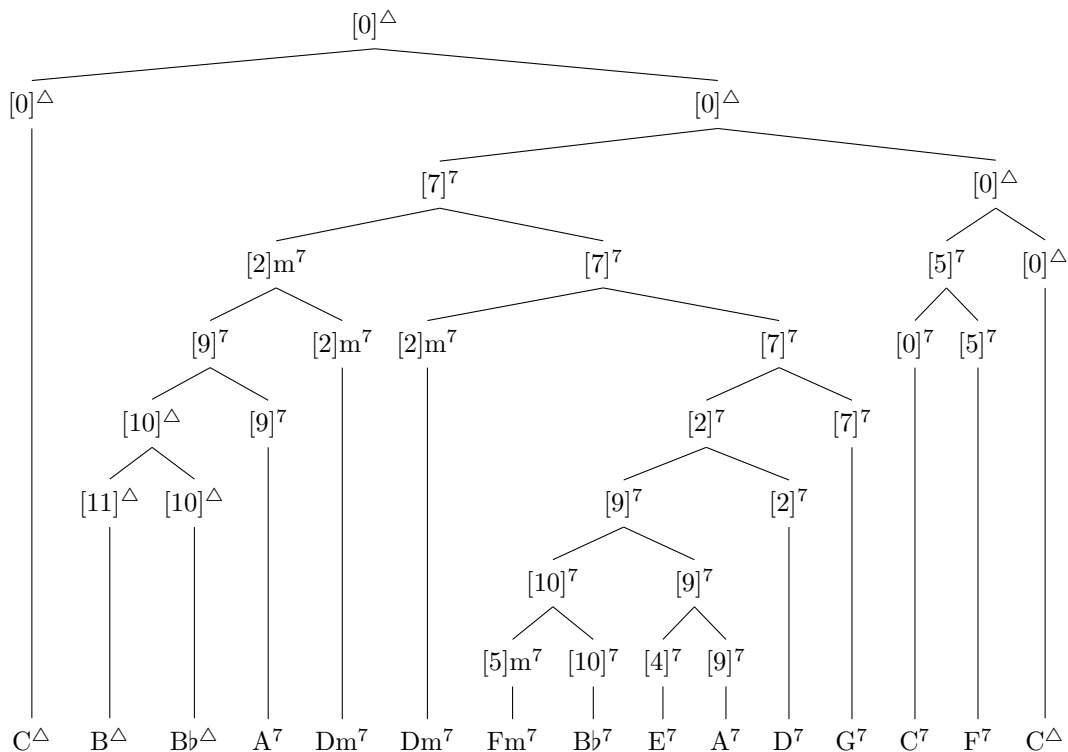 [0]△
[0]△ [0]△
[7]⁷ [0]△
[2]m⁷ [7]⁷ [5]⁷ [0]△
[9]⁷ [2]m⁷ [2]m⁷ [7]⁷ [0]⁷ [5]⁷
[10]△ [9]⁷ [2]⁷ [7]⁷
[11]△ [10]△ [9]⁷ [2]⁷
[10]⁷ [9]⁷
[5]m⁷ [10]⁷ [4]⁷ [9]⁷
C△ B△ B♭△ A⁷ Dm⁷ Dm⁷ Fm⁷ B♭⁷ E⁷ A⁷ D⁷ G⁷ C⁷ F⁷ C△